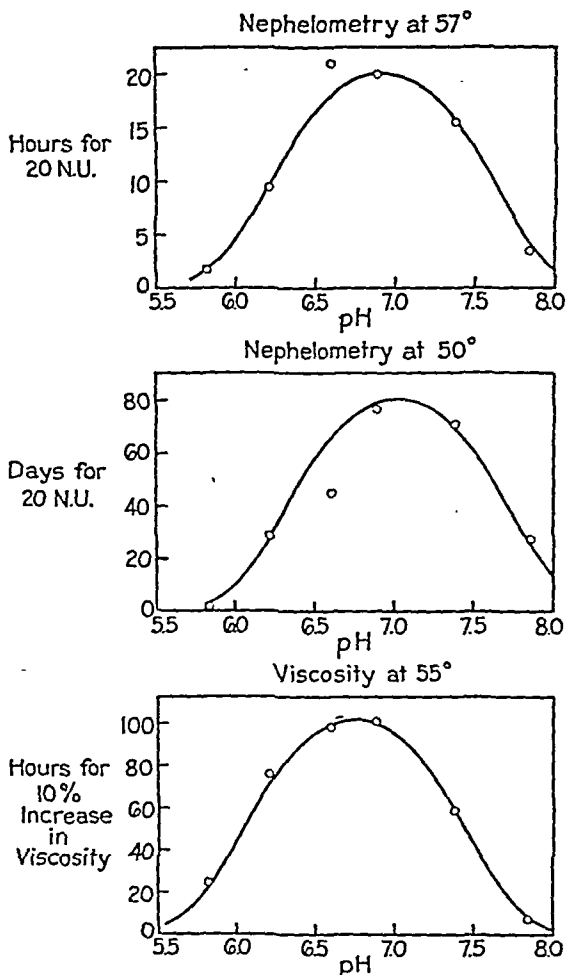 Nephelometry at 57°
Hours for
20 N.U.
20
15
10
5
0
5.5 6.0 6.5 7.0 7.5 8.0
pH
Nephelometry at 50°
Days for
20 N.U.
80
60
40
20
0
5.5 6.0 6.5 7.0 7.5 8.0
pH
Viscosity at 55°
Hours for
10%
Increase
in
Viscosity
100
80
60
40
20
0
5.5 6.0 6.5 7.0 7.5 8.0
pH